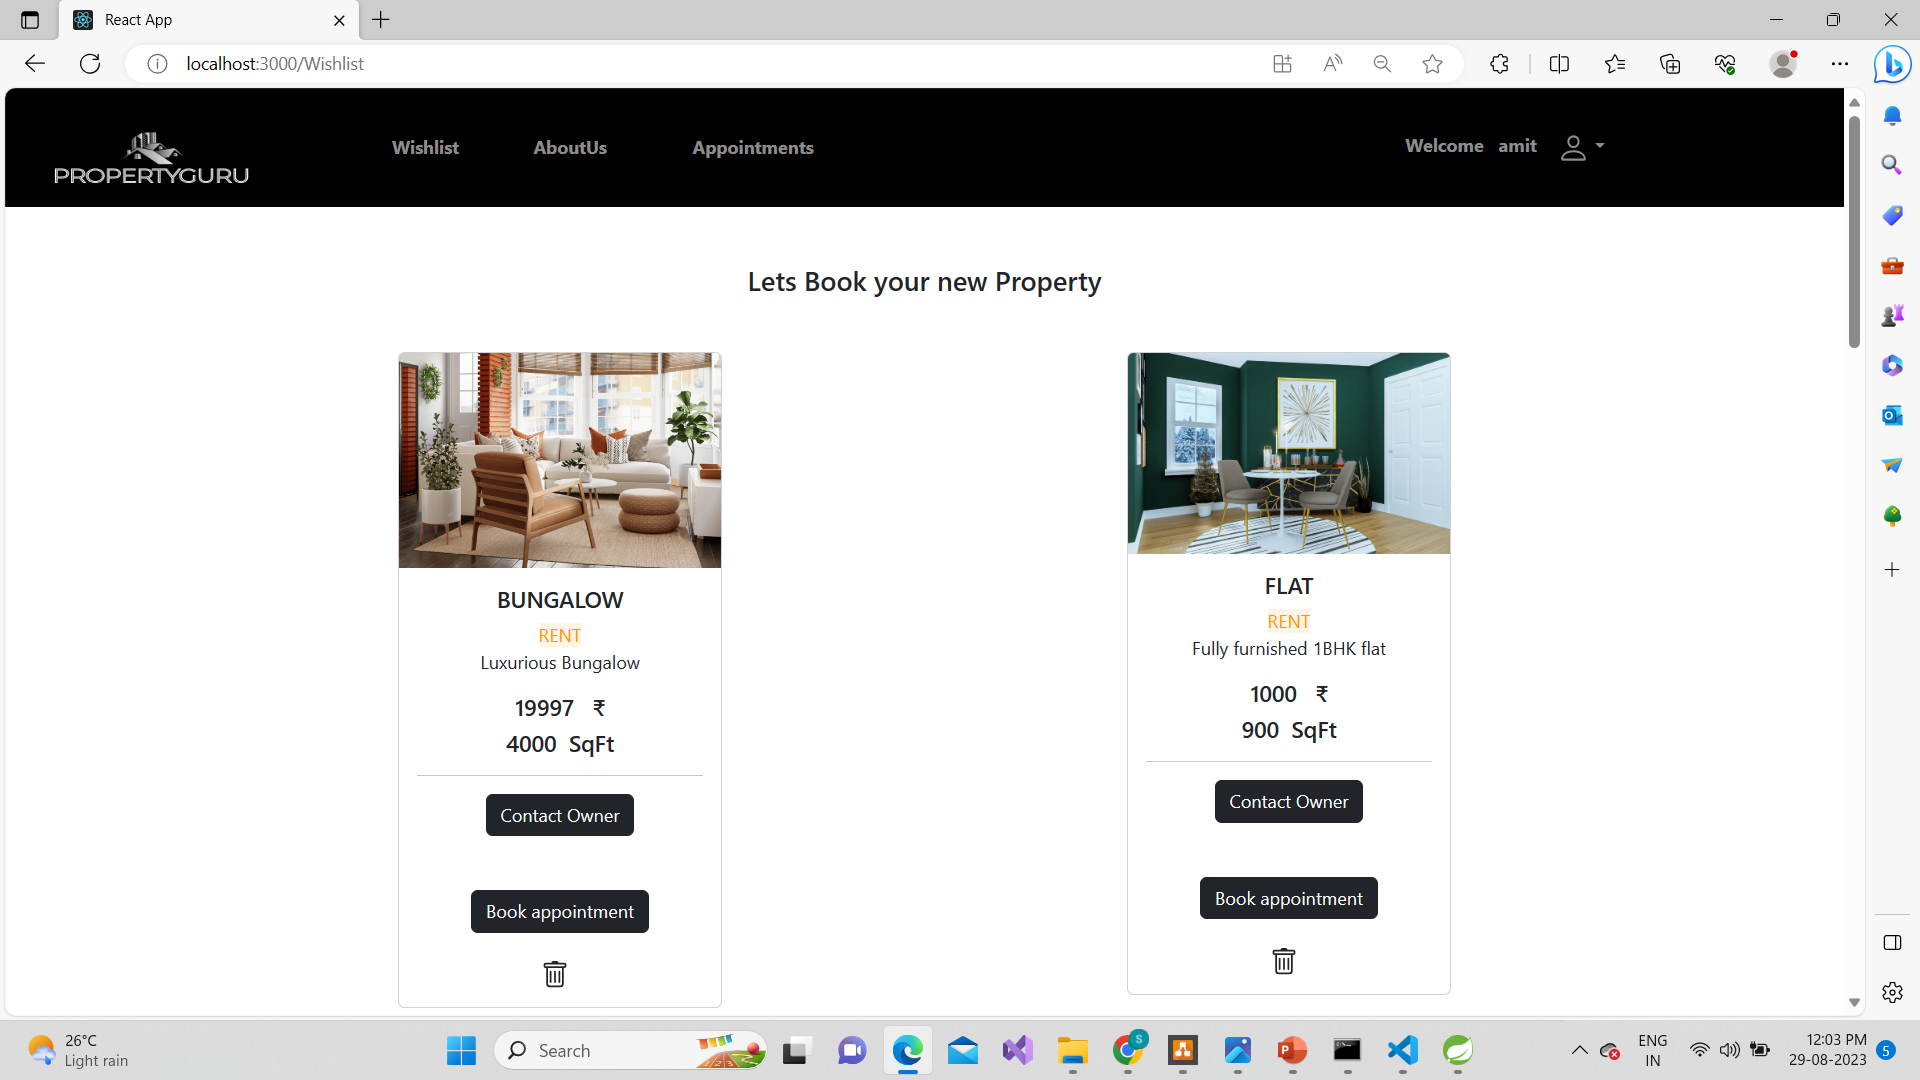 React App
localhost:3000/Wishlist
PROPERTYGURU
Wishlist
AboutUs
Appointments
Welcome amit
Lets Book your new Property
BUNGALOW
RENT
Luxurious Bungalow
19997 ₹
4000 SqFt
Contact Owner
Book appointment
FLAT
RENT
Fully furnished 1BHK flat
1000 ₹
900 SqFt
Contact Owner
Book appointment
26°C
Light rain
Search
S
ENG
IN
12:03 PM
29-08-2023
5